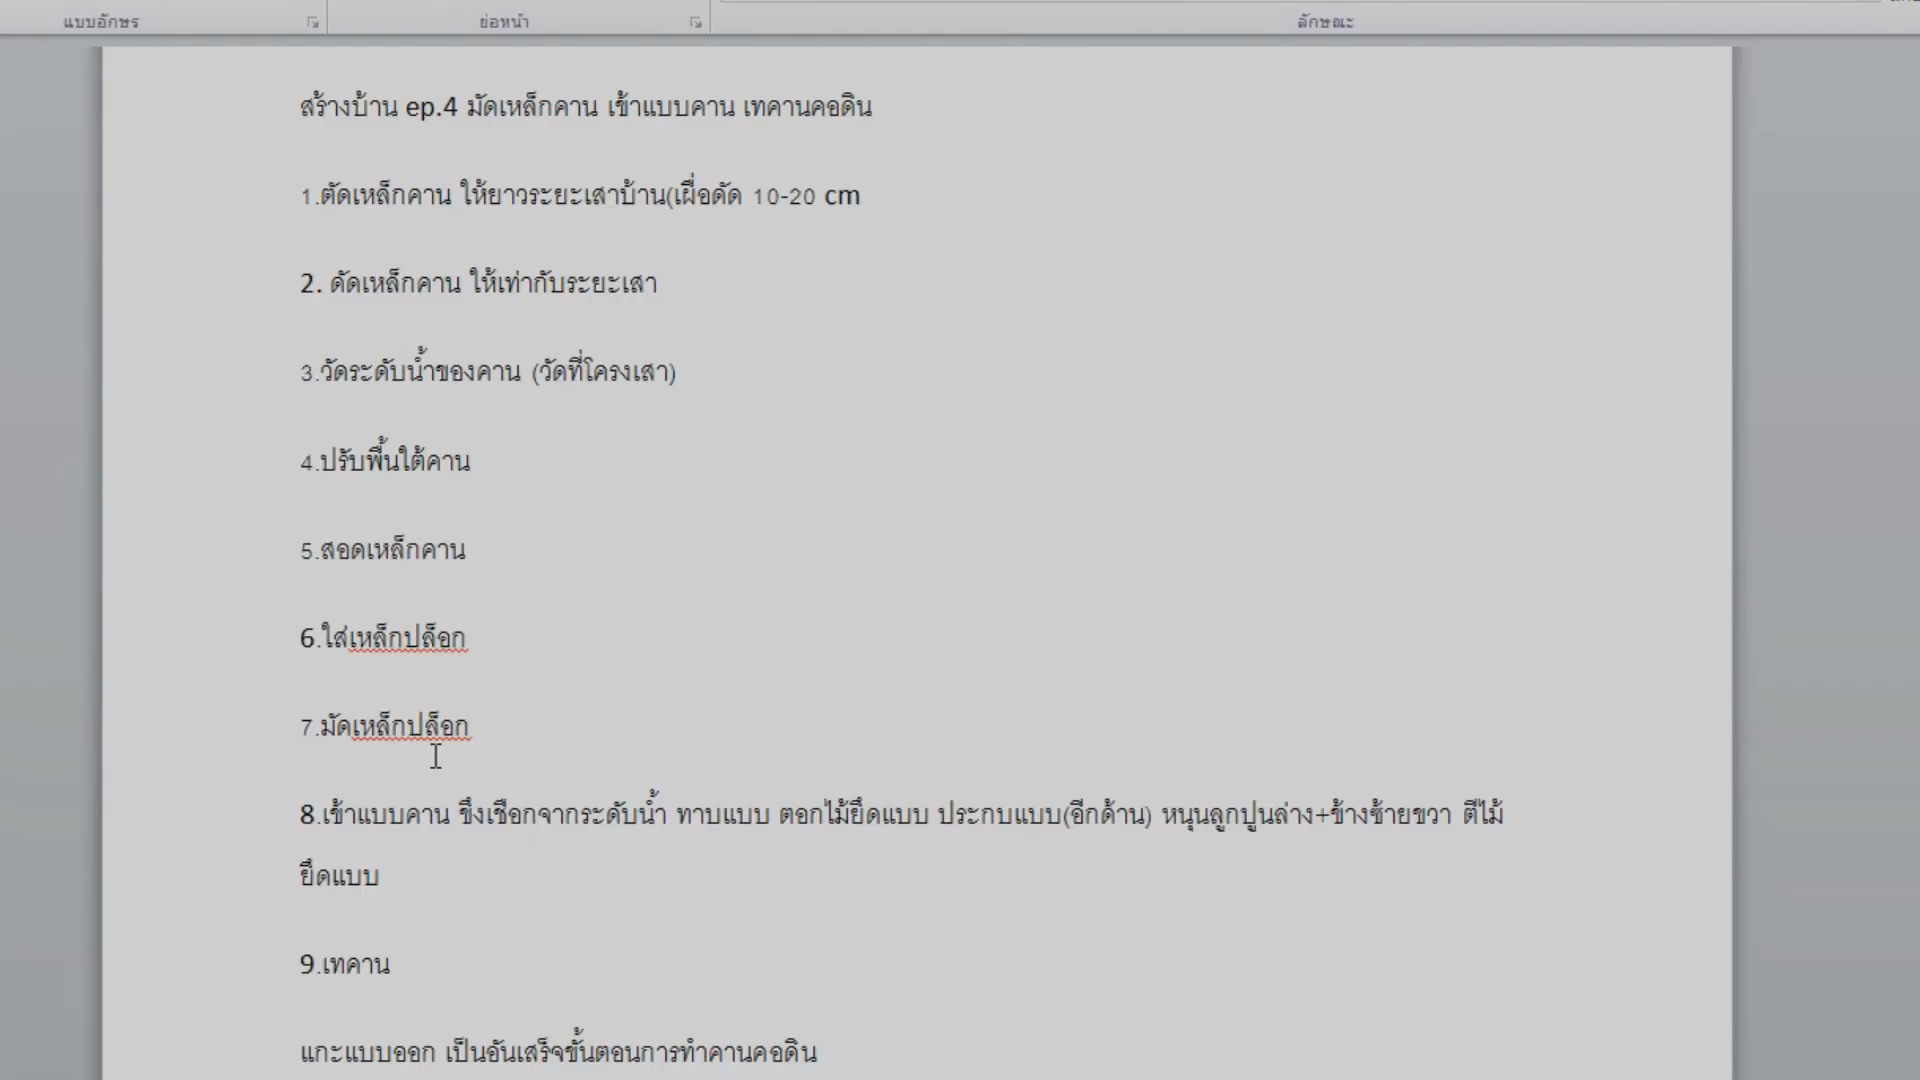 แบบอักษร ย่อหน้า ลักษณะ
สร้างบ้าน ep.4 มัดเหล็กคาน เข้าแบบคาน เทคานคอดิน
1.ตัดเหล็กคาน ให้ยาวระยะเสาบ้าน(เผื่อดัด 10-20 cm
2. ดัดเหล็กคาน ให้เท่ากับระยะเสา
3.วัดระดับน้ำของคาน (วัดที่โครงเสา)
4.ปรับพื้นใต้คาน
5.สอดเหล็กคาน
6.ใส่เหล็กปล็อก
7.มัดเหล็กปล็อก
8.เข้าแบบคาน ขึงเชือกจากระดับน้ำ ทาบแบบ ตอกไม้ยึดแบบ ประกบแบบ(อีกด้าน) หนุนลูกปูนล่าง+ข้างซ้ายขวา ตีไม้
ยึดแบบ
9.เทคาน
แกะแบบออก เป็นอันเสร็จขั้นตอนการทำคานคอดิน